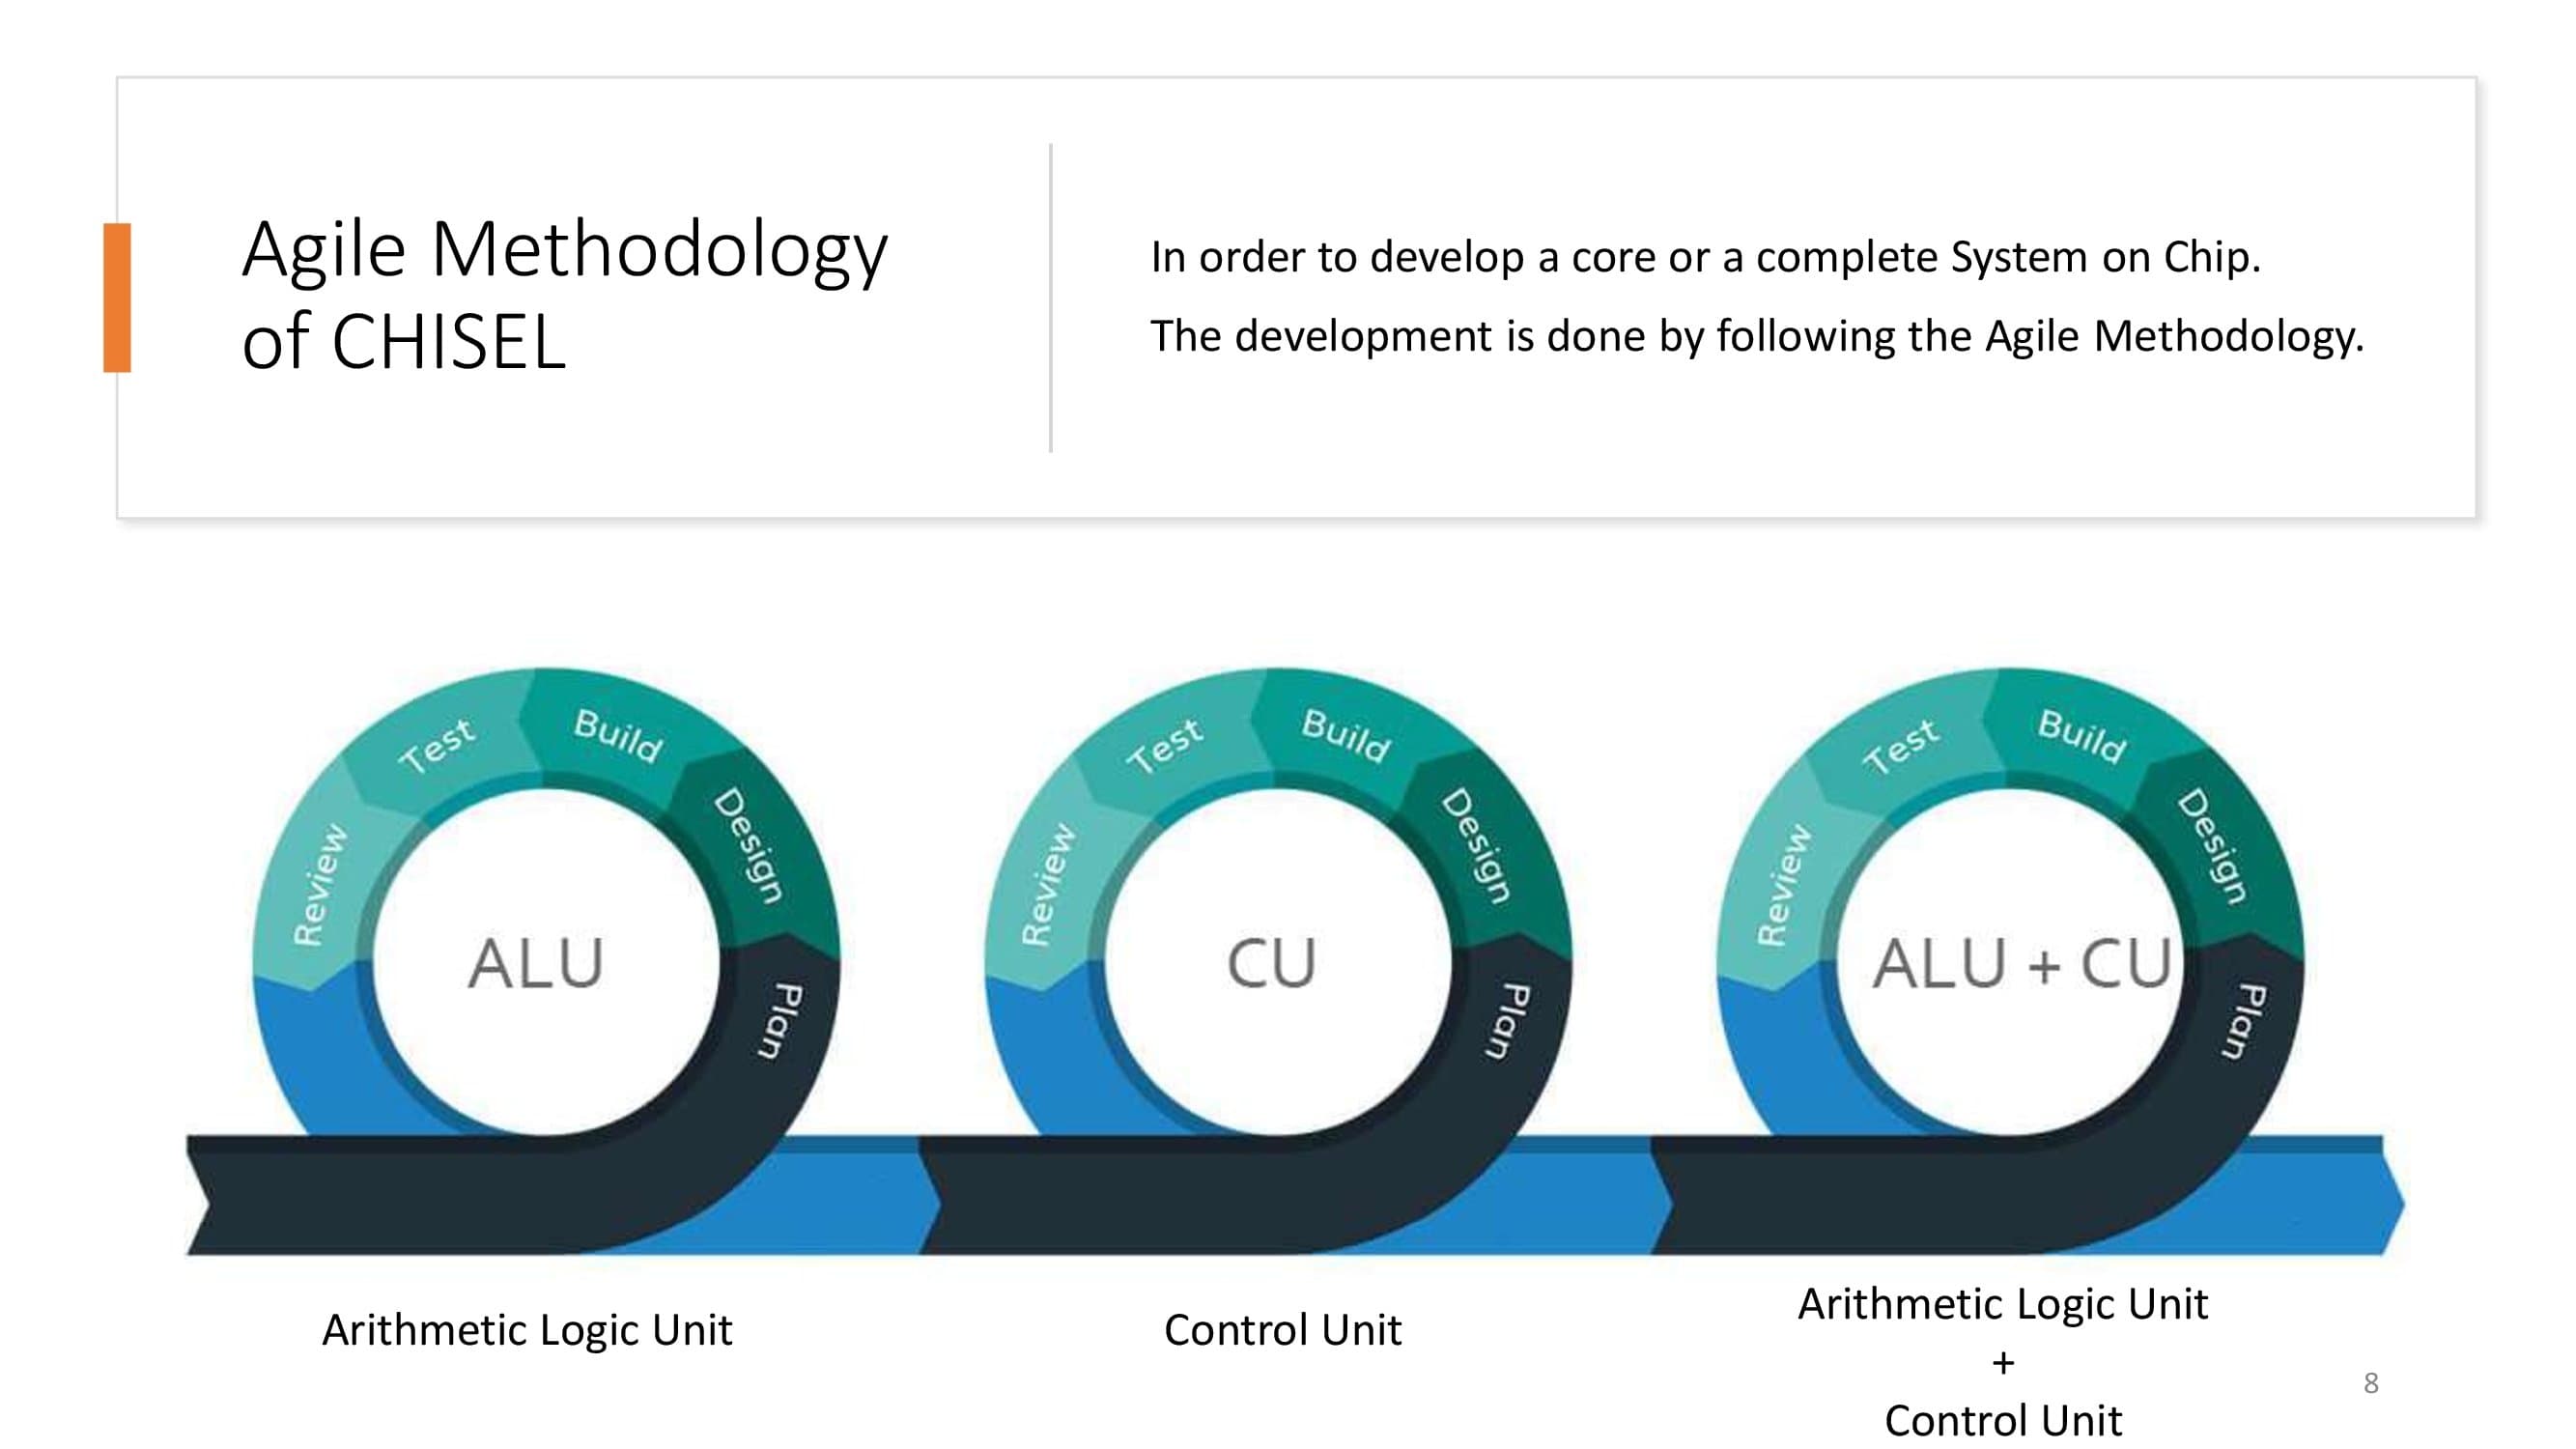 Agile Methodology
of CHISEL
In order to develop a core or a complete System on Chip.
The development is done by following the Agile Methodology.
Plan
Design
Build
Test
Review
ALU
Plan
Design
Build
Test
Review
CU
Plan
Design
Build
Test
Review
ALU + CU
Arithmetic Logic Unit
Control Unit
Arithmetic Logic Unit
+
Control Unit
8